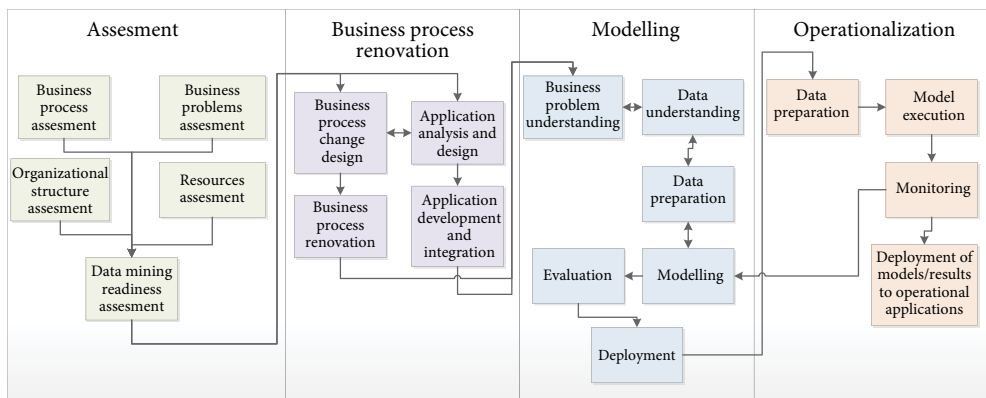 Assesment
Business
process
assesment
Business
problems
assesment
Organizational
structure
assesment
Resources
assesment
Data mining
readiness
assesment
Business process
renovation
Business
process
change
design
Application
analysis and
design
Business
process
renovation
Application
development
and
integration
Modelling
Business
problem
understanding
Data
understanding
Data
preparation
Modelling
Evaluation
Deployment
Operationalization
Data
preparation
Model
execution
Monitoring
Deployment of
models/results
to operational
applications